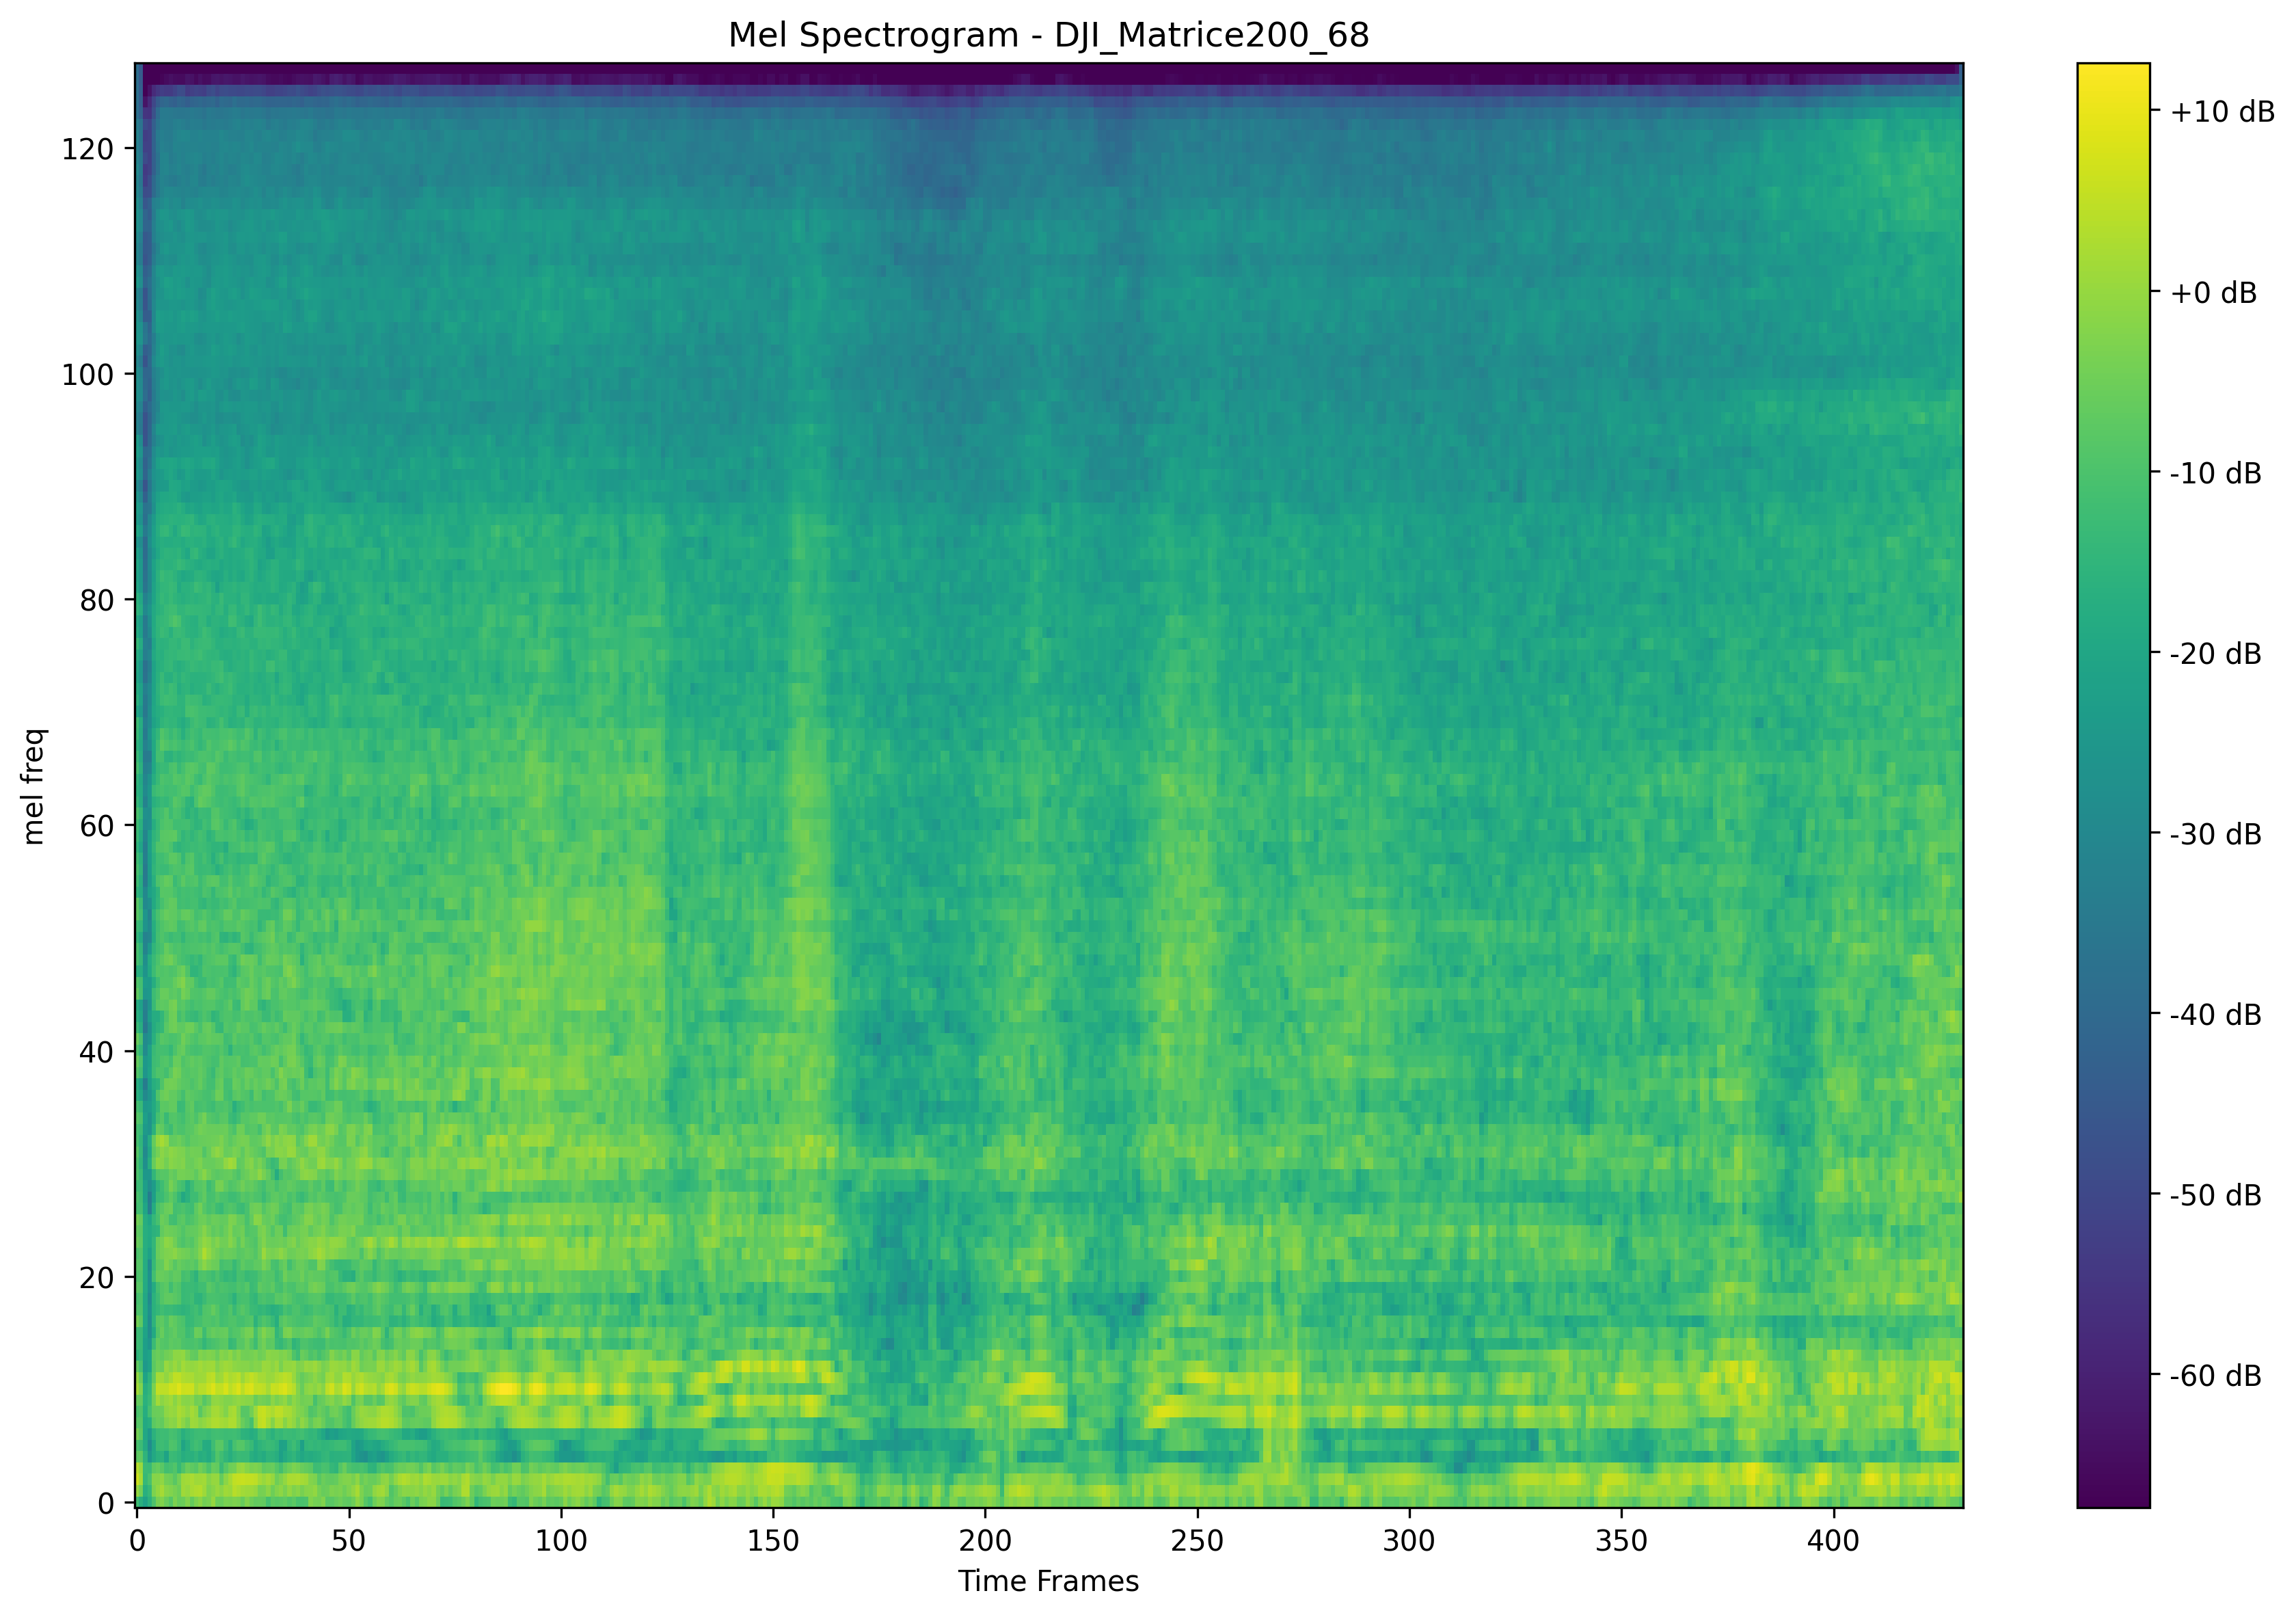 Mel Spectrogram - DJI_Matrice200_68
mel freq
120
100
80
60
40
20
0
0 50 100 150 200 250 300 350 400
Time Frames
+10 dB
+0 dB
-10 dB
-20 dB
-30 dB
-40 dB
-50 dB
-60 dB